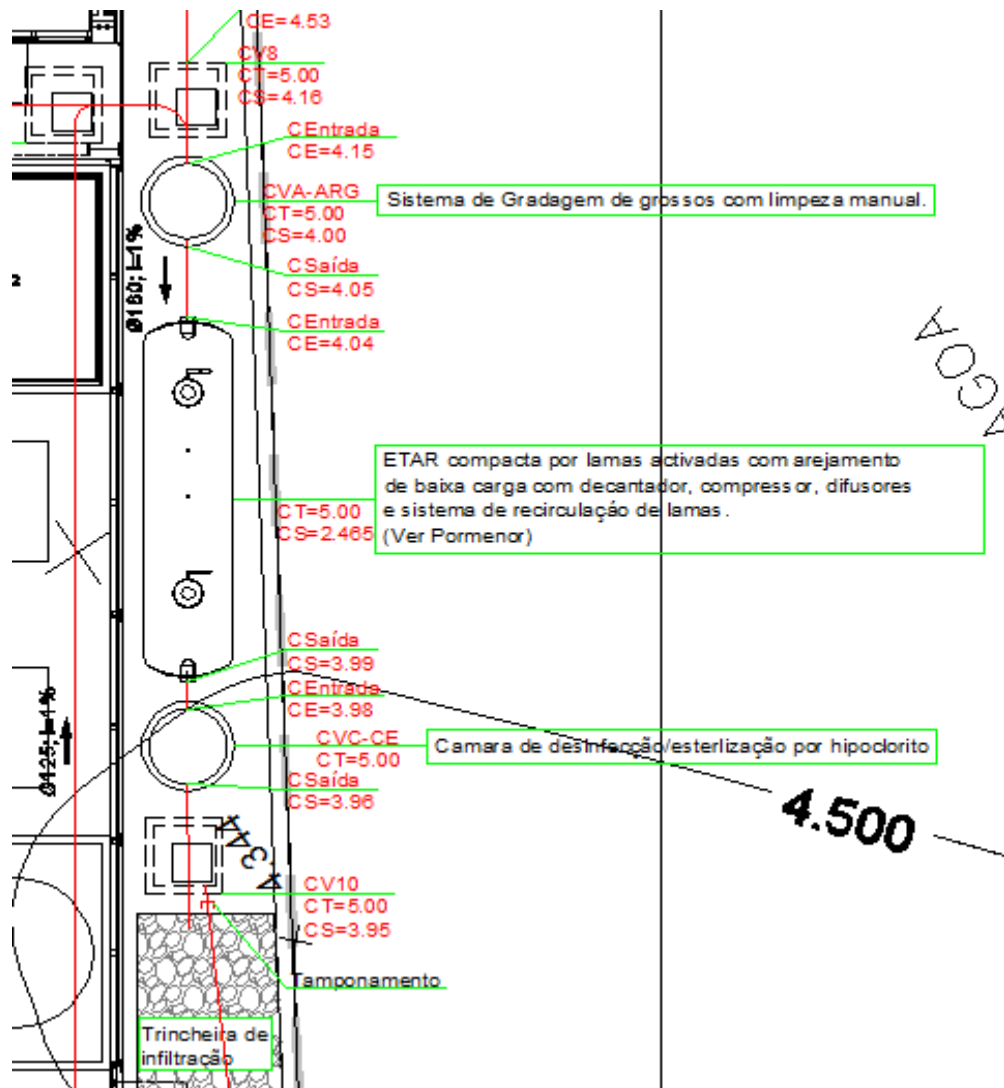 CE=4.53
CV8
CT=5.00
CS=4.16
CEntrada
CE=4.15
CVA-ARG
CT=5.00
CS=4.00
Sistema de Gradagem de grossos com limpeza manual.
Ø160; I=1%
CSaída
CS=4.05
CEntrada
CE=4.04
AGOA
ETAR compacta por lamas activadas com arejamento
de baixa carga com decantador, compressor, difusores
e sistema de recirculação de lamas.
(Ver Pormenor)
CT=5.00
CS=2.465
CSaída
CS=3.99
CEntrada
CE=3.98
Ø125; I=1%
CVC-CE
CT=5.00
Camara de desinfecção/esterlização por hipoclorito
CSaída
CS=3.96
4.500
4.344
CV10
CT=5.00
CS=3.95
Tamponamento
Trincheira de
infiltração